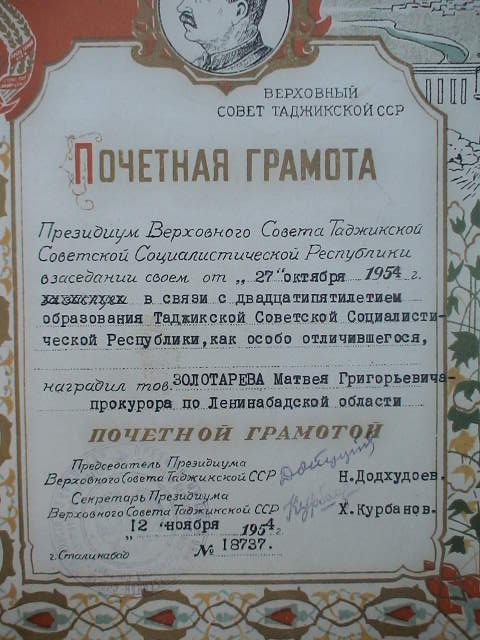 ВЕРХОВНЫЙ
СОВЕТ ТАДЖИКСКОЙ ССР
ПОЧЕТНАЯ ГРАМОТА
Президиум Верховного Совета Таджикской
Советской Социалистической Республики
в заседании своем от „27" октября 1954 г.
в связи с двадцатипятилетием
образования Таджикской Советской Социалисти-
ческой Республики, как особо отличившегося,
наградил тов. ЗОЛОТАРЕВА Матвея Григорьевича-
прокурора по Ленинабадской области
ПОЧЕТНОЙ ГРАМОТОЙ
Председатель Президиума
Верховного Совета Таджикской ССР Н.Додхудоев.
Секретарь Президиума
Верховного Совета Таджикской ССР Х.Курбанов.
„12 " ноября 1954 г.
г. Сталинабад № 18737.